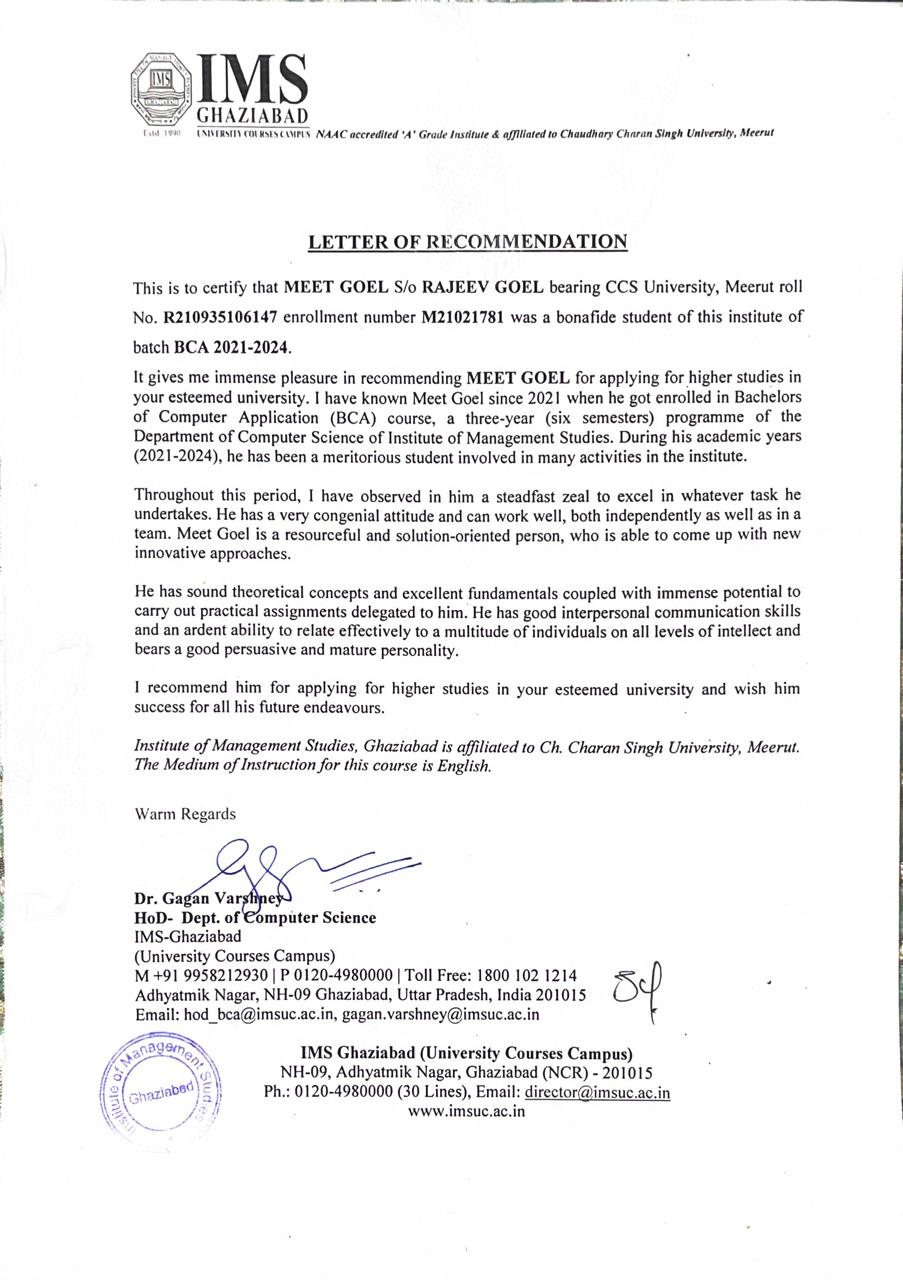 IMS
IMS
GHAZIABAD
Estd 1990
UNIVERSITY COURSES CAMPUS NAAC accredited ‘A’ Grade Institute & affiliated to Chaudhary Charan Singh University, Meerut
LETTER OF RECOMMENDATION
This is to certify that MEET GOEL S/o RAJEEV GOEL bearing CCS University, Meerut roll
No. R210935106147 enrollment number M21021781 was a bonafide student of this institute of
batch BCA 2021-2024.
It gives me immense pleasure in recommending MEET GOEL for applying for higher studies in
your esteemed university. I have known Meet Goel since 2021 when he got enrolled in Bachelors
of Computer Application (BCA) course, a three-year (six semesters) programme of the
Department of Computer Science of Institute of Management Studies. During his academic years
(2021-2024), he has been a meritorious student involved in many activities in the institute.
Throughout this period, I have observed in him a steadfast zeal to excel in whatever task he
undertakes. He has a very congenial attitude and can work well, both independently as well as in a
team. Meet Goel is a resourceful and solution-oriented person, who is able to come up with new
innovative approaches.
He has sound theoretical concepts and excellent fundamentals coupled with immense potential to
carry out practical assignments delegated to him. He has good interpersonal communication skills
and an ardent ability to relate effectively to a multitude of individuals on all levels of intellect and
bears a good persuasive and mature personality.
I recommend him for applying for higher studies in your esteemed university and wish him
success for all his future endeavours.
Institute of Management Studies, Ghaziabad is affiliated to Ch. Charan Singh University, Meerut.
The Medium of Instruction for this course is English.
Warm Regards
Dr. Gagan Varshney
HoD- Dept. of Computer Science
IMS-Ghaziabad
(University Courses Campus)
M +91 9958212930 | P 0120-4980000 | Toll Free: 1800 102 1214
Adhyatmik Nagar, NH-09 Ghaziabad, Uttar Pradesh, India 201015
Email: hod_bca@imsuc.ac.in, gagan.varshney@imsuc.ac.in
Institute of Management Studies
Ghaziabad
IMS Ghaziabad (University Courses Campus)
NH-09, Adhyatmik Nagar, Ghaziabad (NCR) - 201015
Ph.: 0120-4980000 (30 Lines), Email: director@imsuc.ac.in
www.imsuc.ac.in